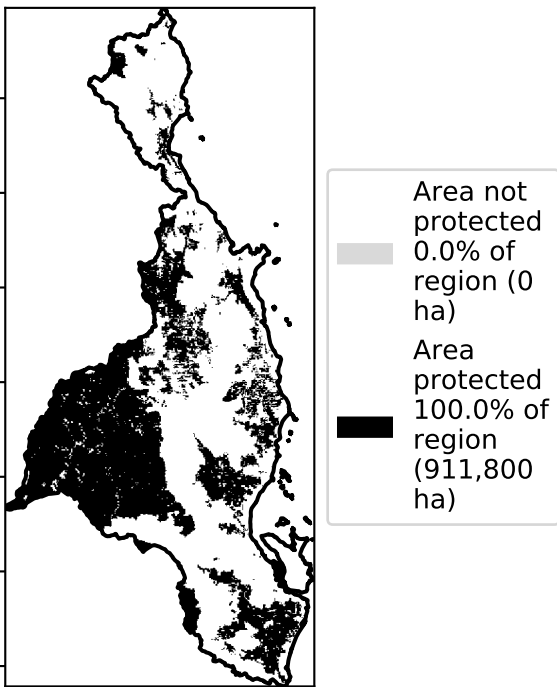 Area not
protected
0.0% of
region (0
ha)
Area
protected
100.0% of
region
(911,800
ha)